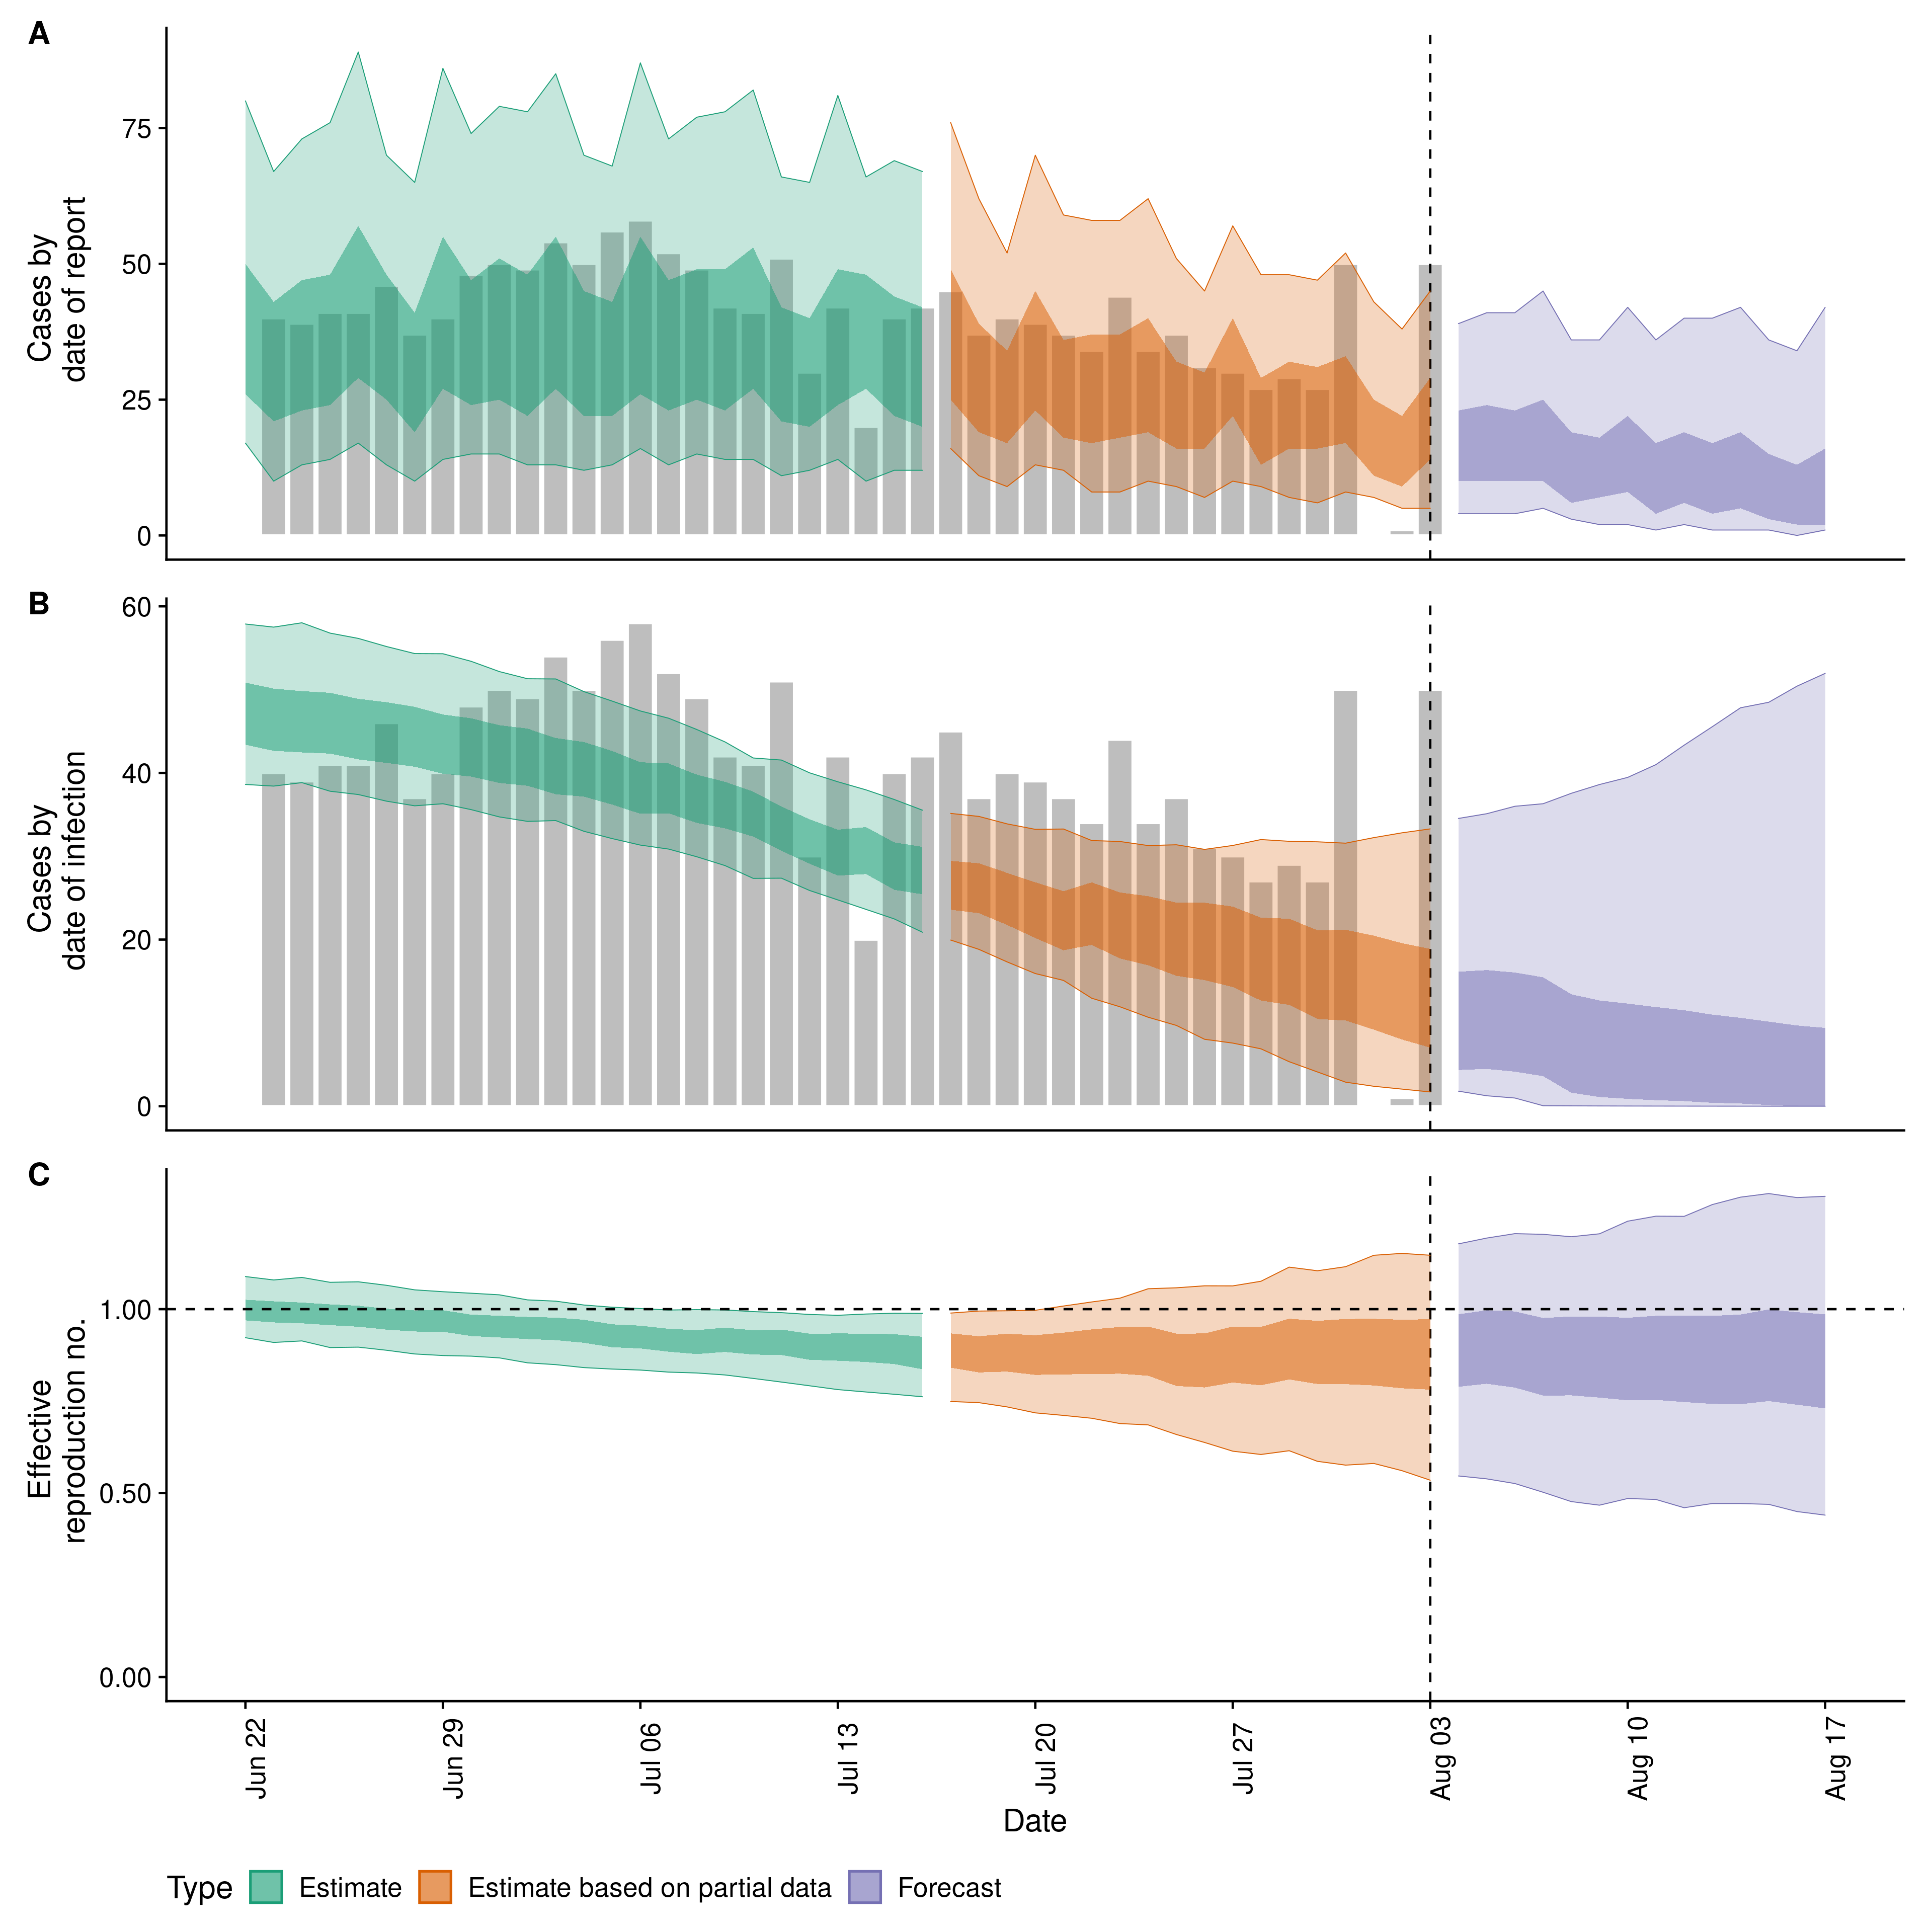 A
Cases by
date of report
75
50
25
0
B
Cases by
date of infection
60
40
20
0
C
Effective
reproduction no.
1.00
0.50
0.00
Jun 22
Jun 29
Jul 06
Jul 13
Jul 20
Jul 27
Aug 03
Aug 10
Aug 17
Date
Type
Estimate
Estimate based on partial data
Forecast